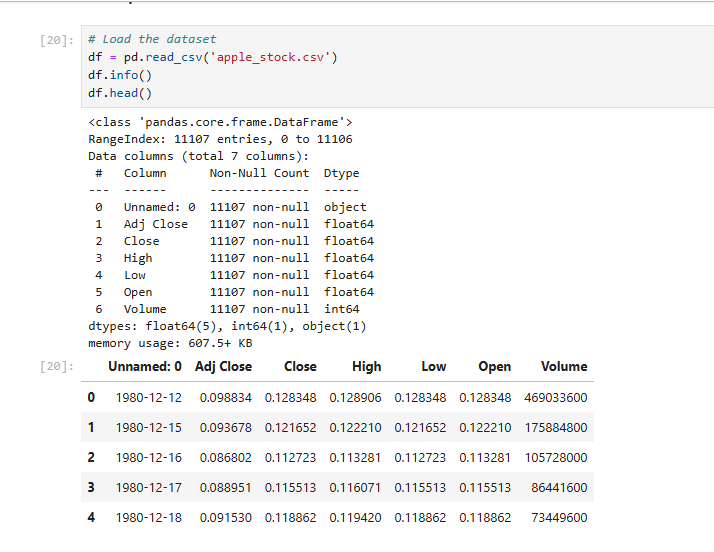 [20]: # Load the dataset
df = pd.read_csv('apple_stock.csv')
df.info()
df.head()
<class 'pandas.core.frame.DataFrame'>
RangeIndex: 11107 entries, 0 to 11106
Data columns (total 7 columns):
 #   Column      Non-Null Count  Dtype
---  ------      --------------  -----
 0   Unnamed: 0  11107 non-null  object
 1   Adj Close   11107 non-null  float64
 2   Close       11107 non-null  float64
 3   High        11107 non-null  float64
 4   Low         11107 non-null  float64
 5   Open        11107 non-null  float64
 6   Volume      11107 non-null  int64
dtypes: float64(5), int64(1), object(1)
memory usage: 607.5+ KB
[20]: Unnamed: 0 Adj Close Close High Low Open Volume
0 1980-12-12 0.098834 0.128348 0.128906 0.128348 0.128348 469033600
1 1980-12-15 0.093678 0.121652 0.122210 0.121652 0.122210 175884800
2 1980-12-16 0.086802 0.112723 0.113281 0.112723 0.113281 105728000
3 1980-12-17 0.088951 0.115513 0.116071 0.115513 0.115513 86441600
4 1980-12-18 0.091530 0.118862 0.119420 0.118862 0.118862 73449600